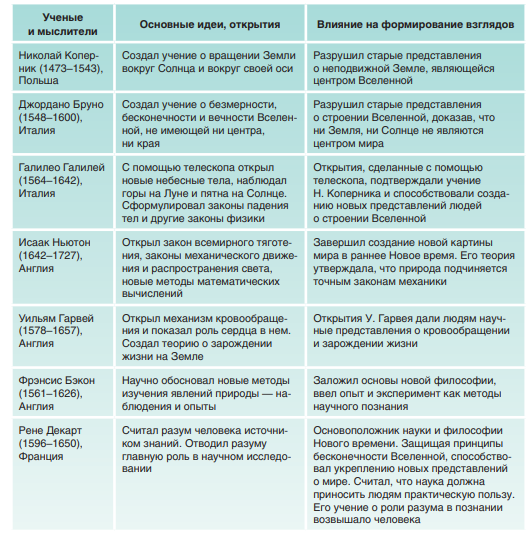 Ученые
и мыслители
Основные идеи, открытия
Влияние на формирование взглядов
Николай Копер-
ник (1473–1543),
Польша
Создал учение о вращении Земли
вокруг Солнца и вокруг своей оси
Разрушил старые представления
о неподвижной Земле, являющейся
центром Вселенной
Джордано Бруно
(1548–1600),
Италия
Создал учение о безмерности,
бесконечности и вечности Вселен-
ной, не имеющей ни центра,
ни края
Разрушил старые представления
о строении Вселенной, доказав, что
ни Земля, ни Солнце не являются
центром мира
Галилео Галилей
(1564–1642),
Италия
С помощью телескопа открыл
новые небесные тела, наблюдал
горы на Луне и пятна на Солнце.
Сформулировал законы падения
тел и другие законы физики
Открытия, сделанные с помощью
телескопа, подтверждали учение
Н. Коперника и способствовали созда-
нию новых представлений людей
о строении Вселенной
Исаак Ньютон
(1642–1727),
Англия
Открыл закон всемирного тяготе-
ния, законы механического движе-
ния и распространения света,
новые методы математических
вычислений
Завершил создание новой картины
мира в раннее Новое время. Его теория
утверждала, что природа подчиняется
точным законам механики
Уильям Гарвей
(1578–1657),
Англия
Открыл механизм кровообраще-
ния и показал роль сердца в нем.
Создал теорию о зарождении
жизни на Земле
Открытия У. Гарвея дали людям науч-
ные представления о кровообращении
и зарождении жизни
Фрэнсис Бэкон
(1561–1626),
Англия
Научно обосновал новые методы
изучения явлений природы — на-
блюдения и опыты
Заложил основы новой философии,
ввел опыт и эксперимент как методы
научного познания
Рене Декарт
(1596–1650),
Франция
Считал разум человека источни-
ком знаний. Отводил разуму
главную роль в научном исследо-
вании
Основоположник науки и философии
Нового времени. Защищая принципы
бесконечности Вселенной, способство-
вал укреплению новых представлений
о мире. Считал, что наука должна
приносить людям практическую пользу.
Его учение о роли разума в познании
возвышало человека